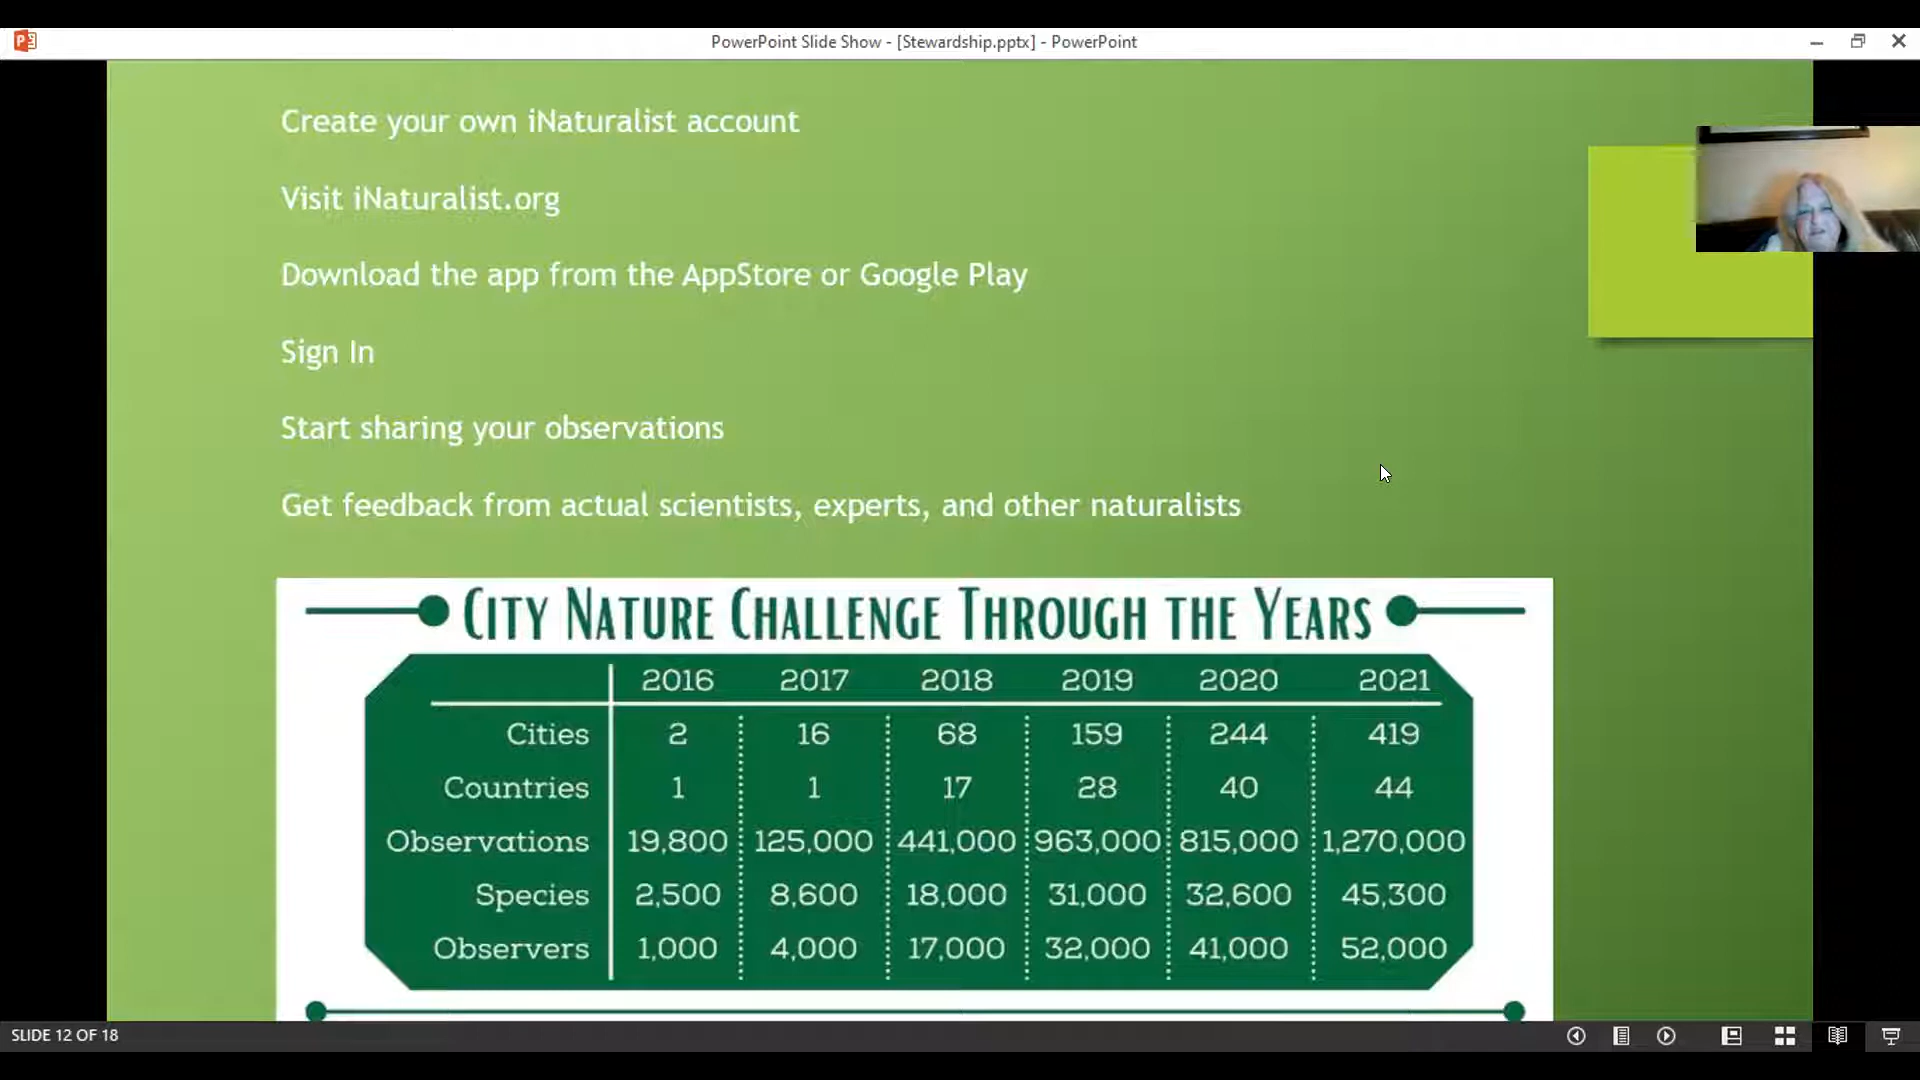 PowerPoint Slide Show - [Stewardship.pptx] - PowerPoint
Create your own iNaturalist account
Visit iNaturalist.org
Download the app from the AppStore or Google Play
Sign In
Start sharing your observations
Get feedback from actual scientists, experts, and other naturalists
City Nature Challenge Through the Years
2016 2017 2018 2019 2020 2021
Cities 2 16 68 159 244 419
Countries 1 1 17 28 40 44
Observations 19,800 125,000 441,000 963,000 815,000 1,270,000
Species 2,500 8,600 18,000 31,000 32,600 45,300
Observers 1,000 4,000 17,000 32,000 41,000 52,000
SLIDE 12 OF 18